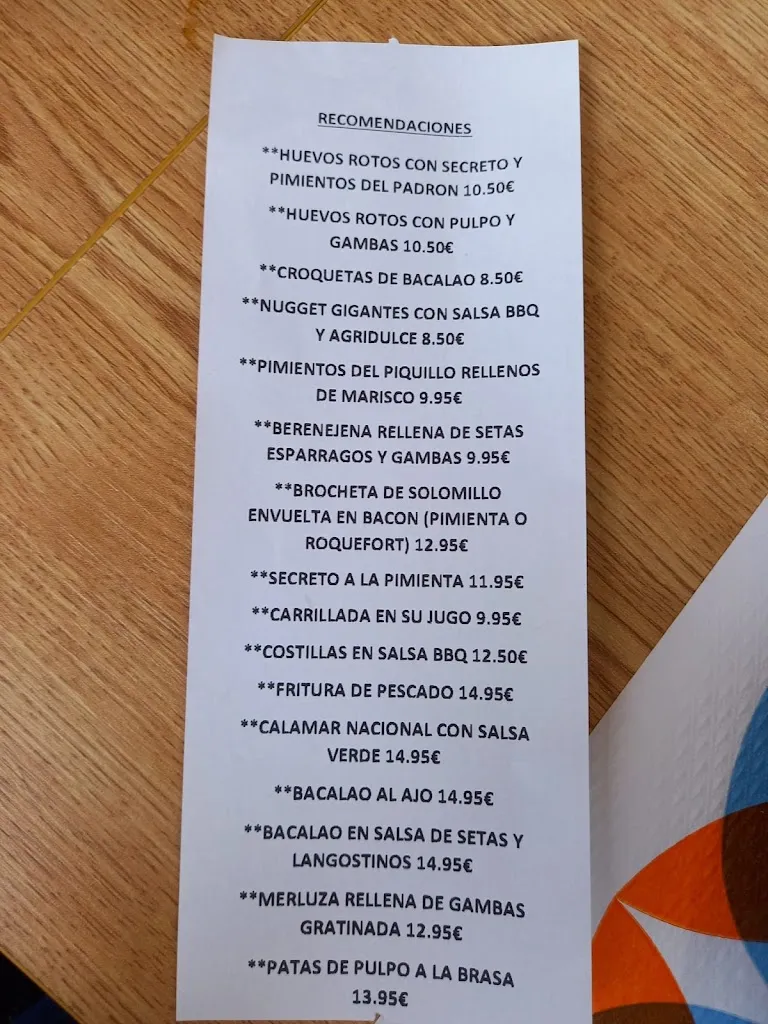 RECOMENDACIONES
**HUEVOS ROTOS CON SECRETO Y
PIMIENTOS DEL PADRON 10.50€
**HUEVOS ROTOS CON PULPO Y
GAMBAS 10.50€
**CROQUETAS DE BACALAO 8.50€
**NUGGET GIGANTES CON SALSA BBQ
Y AGRIDULCE 8.50€
**PIMIENTOS DEL PIQUILLO RELLENOS
DE MARISCO 9.95€
**BERENEJENA RELLENA DE SETAS
ESPARRAGOS Y GAMBAS 9.95€
**BROCHETA DE SOLOMILLO
ENVUELTA EN BACON (PIMIENTA O
ROQUEFORT) 12.95€
**SECRETO A LA PIMIENTA 11.95€
**CARRILLADA EN SU JUGO 9.95€
**COSTILLAS EN SALSA BBQ 12.50€
**FRITURA DE PESCADO 14.95€
**CALAMAR NACIONAL CON SALSA
VERDE 14.95€
**BACALAO AL AJO 14.95€
**BACALAO EN SALSA DE SETAS Y
LANGOSTINOS 14.95€
**MERLUZA RELLENA DE GAMBAS
GRATINADA 12.95€
**PATAS DE PULPO A LA BRASA
13.95€